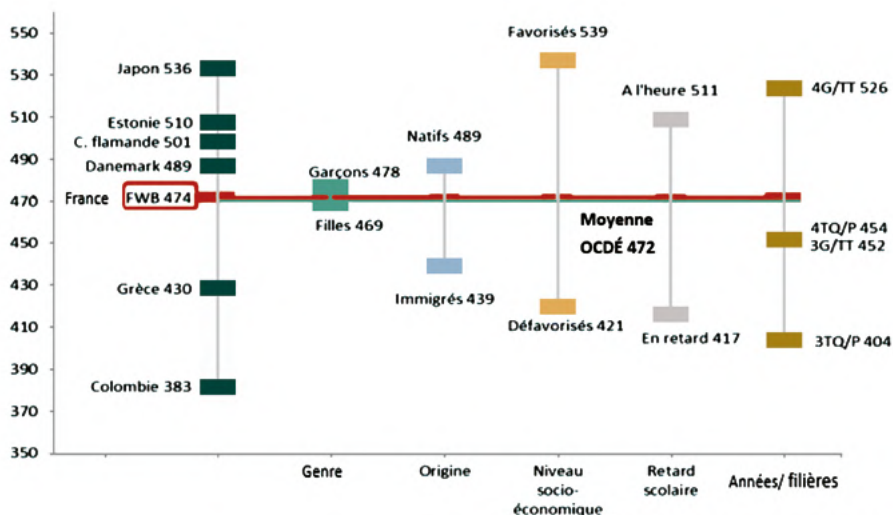 550
530
510
490
470
450
430
410
390
370
350
Japon 536
Estonie 510
C. flamande 501
Danemark 489
France
FWB 474
Grèce 430
Colombie 383
Garçons 478
Filles 469
Natifs 489
Immigrés 439
Favorisés 539
Défavorisés 421
Moyenne
OCDÉ 472
A l'heure 511
En retard 417
4G/TT 526
4TQ/P 454
3G/TT 452
3TQ/P 404
Genre
Origine
Niveau
socio-
économique
Retard
scolaire
Années/ filières